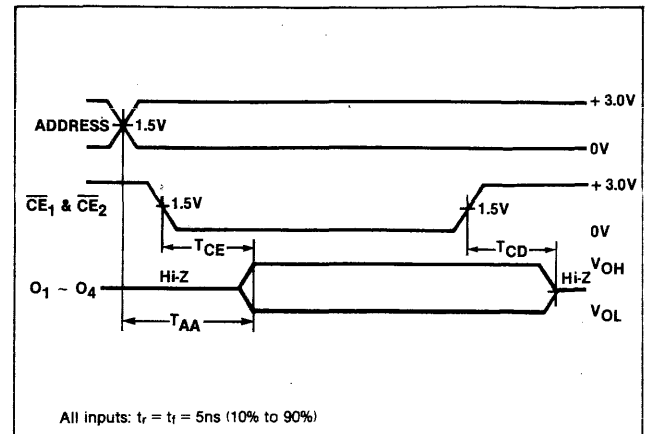 + 3.0V
ADDRESS 1.5V
0V
+ 3.0V
CE1 & CE2 1.5V 1.5V
0V
TCE TCD
Hi-Z Hi-Z VOH
O1 ~ O4
VOL
TAA
All inputs: tr = tf = 5ns (10% to 90%)